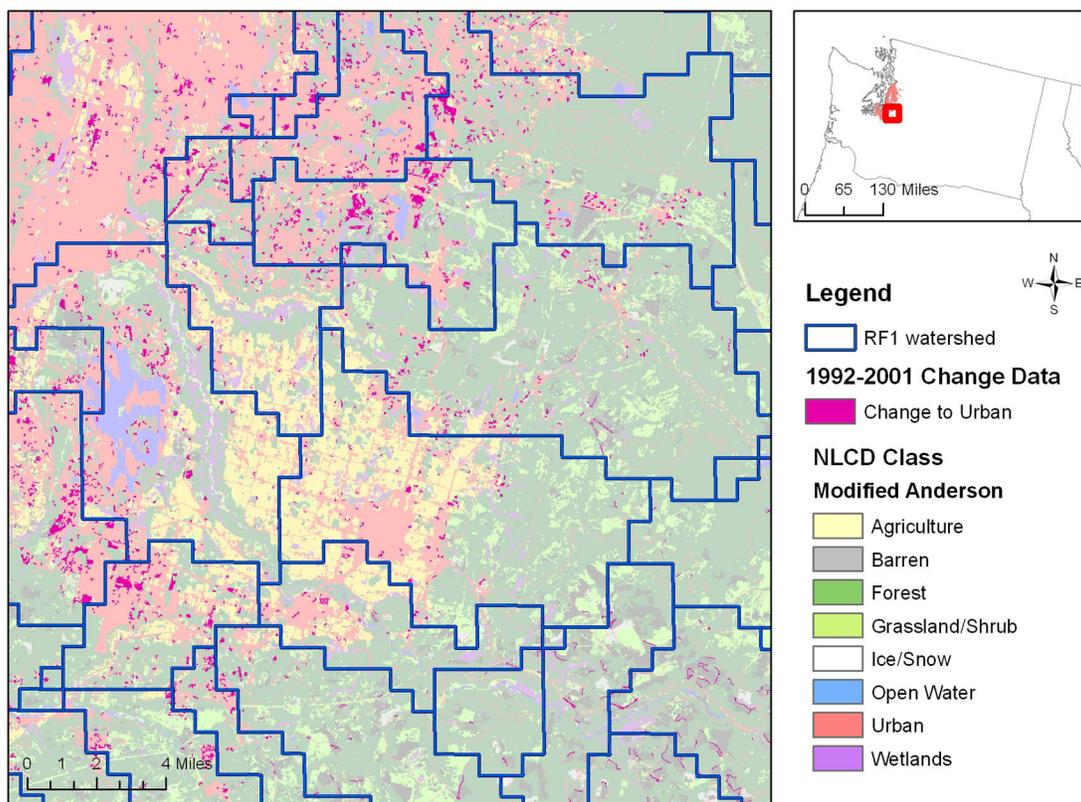 0 65 130 Miles
N
W E
S
Legend
RF1 watershed
1992-2001 Change Data
Change to Urban
NLCD Class
Modified Anderson
Agriculture
Barren
Forest
Grassland/Shrub
Ice/Snow
Open Water
Urban
Wetlands
0 1 2 4 Miles